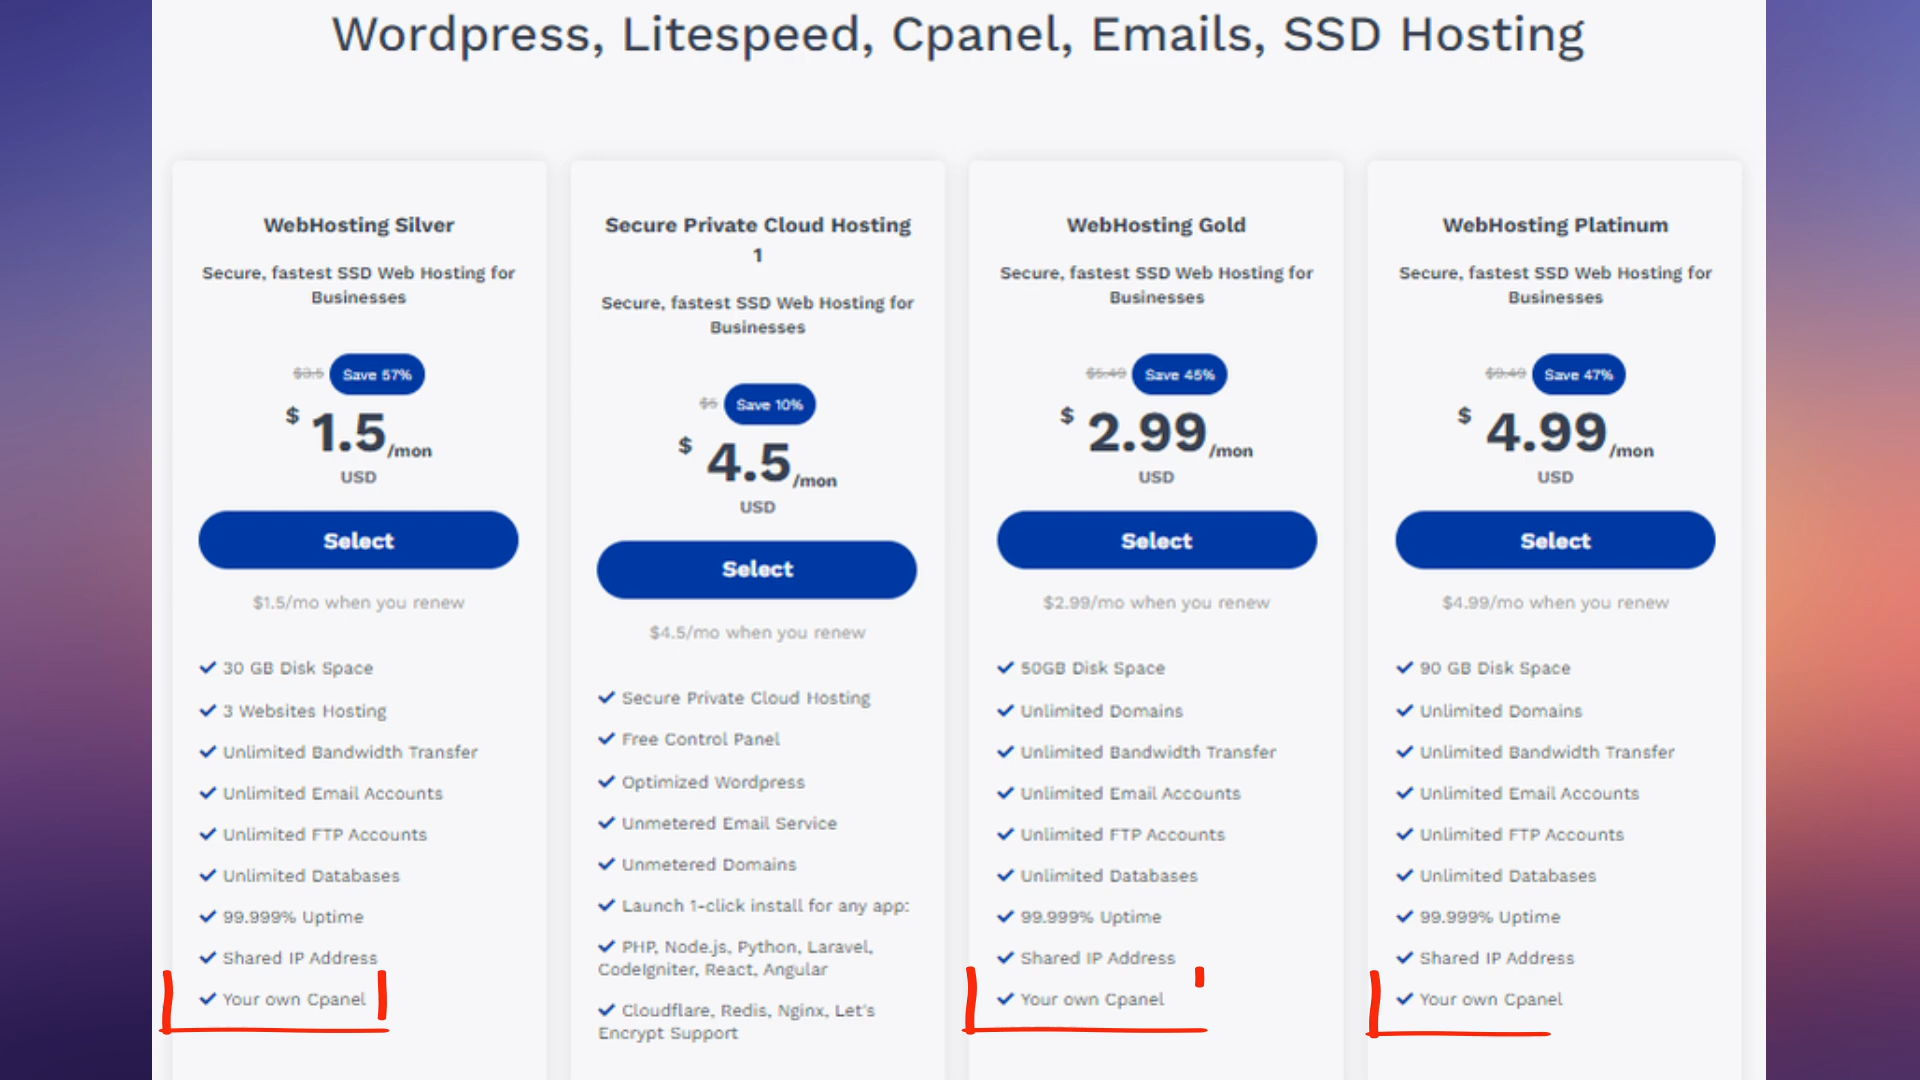 Wordpress, Litespeed, Cpanel, Emails, SSD Hosting
WebHosting Silver
Secure, fastest SSD Web Hosting for
Businesses
$3.5 Save 57%
$ 1.5 /mon
USD
Select
$1.5/mo when you renew
30 GB Disk Space
3 Websites Hosting
Unlimited Bandwidth Transfer
Unlimited Email Accounts
Unlimited FTP Accounts
Unlimited Databases
99.999% Uptime
Shared IP Address
Your own Cpanel
Secure Private Cloud Hosting
1
Secure, fastest SSD Web Hosting for
Businesses
$5 Save 10%
$ 4.5 /mon
USD
Select
$4.5/mo when you renew
Secure Private Cloud Hosting
Free Control Panel
Optimized Wordpress
Unmetered Email Service
Unmetered Domains
Launch 1-click install for any app:
PHP, Node.js, Python, Laravel,
CodeIgniter, React, Angular
Cloudflare, Redis, Nginx, Let's
Encrypt Support
WebHosting Gold
Secure, fastest SSD Web Hosting for
Businesses
$5.49 Save 45%
$ 2.99 /mon
USD
Select
$2.99/mo when you renew
50GB Disk Space
Unlimited Domains
Unlimited Bandwidth Transfer
Unlimited Email Accounts
Unlimited FTP Accounts
Unlimited Databases
99.999% Uptime
Shared IP Address
Your own Cpanel
WebHosting Platinum
Secure, fastest SSD Web Hosting for
Businesses
$9.49 Save 47%
$ 4.99 /mon
USD
Select
$4.99/mo when you renew
90 GB Disk Space
Unlimited Domains
Unlimited Bandwidth Transfer
Unlimited Email Accounts
Unlimited FTP Accounts
Unlimited Databases
99.999% Uptime
Shared IP Address
Your own Cpanel